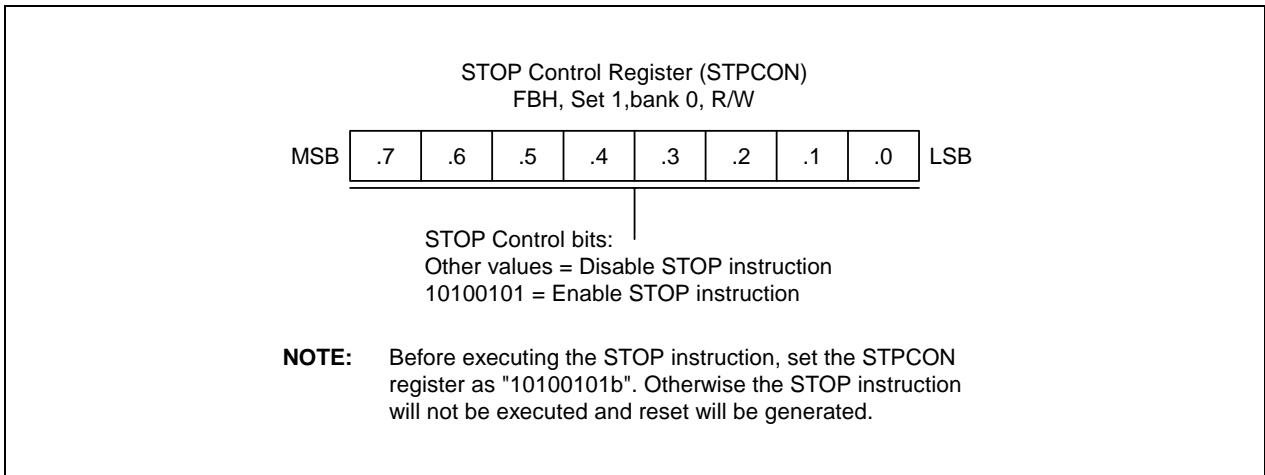 STOP Control Register (STPCON)
FBH, Set 1,bank 0, R/W
MSB .7 .6 .5 .4 .3 .2 .1 .0 LSB
STOP Control bits:
Other values = Disable STOP instruction
10100101 = Enable STOP instruction
NOTE: Before executing the STOP instruction, set the STPCON
register as "10100101b". Otherwise the STOP instruction
will not be executed and reset will be generated.